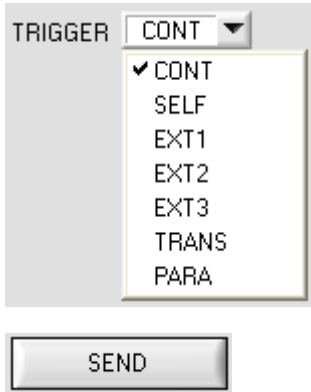 TRIGGER CONT
CONT
SELF
EXT1
EXT2
EXT3
TRANS
PARA
SEND